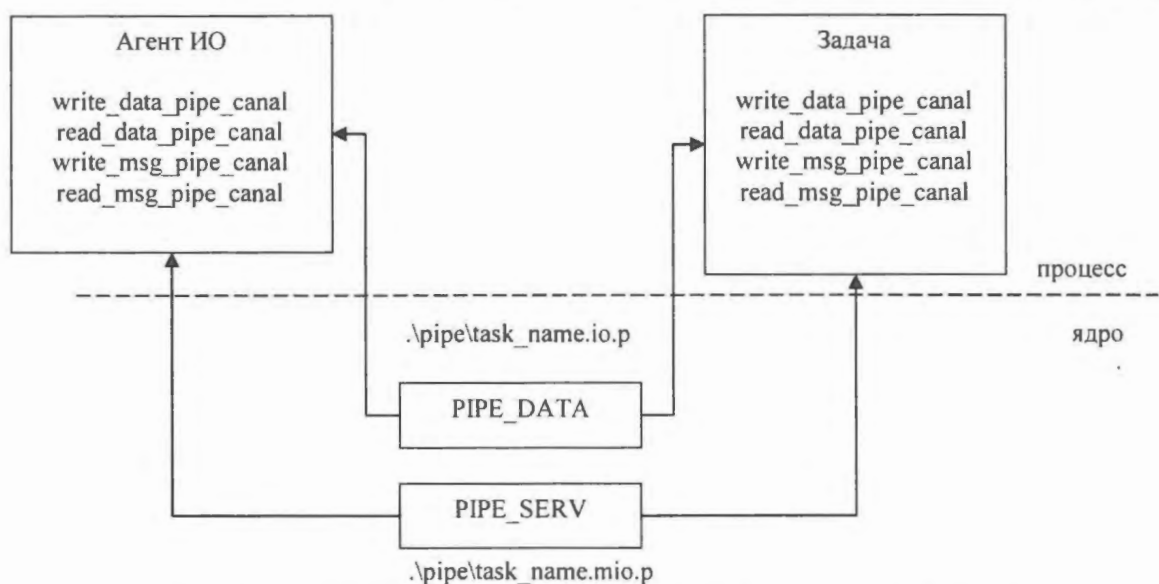 Агент ИО
write_data_pipe_canal
read_data_pipe_canal
write_msg_pipe_canal
read_msg_pipe_canal
Задача
write_data_pipe_canal
read_data_pipe_canal
write_msg_pipe_canal
read_msg_pipe_canal
процесс
ядро
.\pipe\task_name.io.p
PIPE_DATA
PIPE_SERV
.\pipe\task_name.mio.p